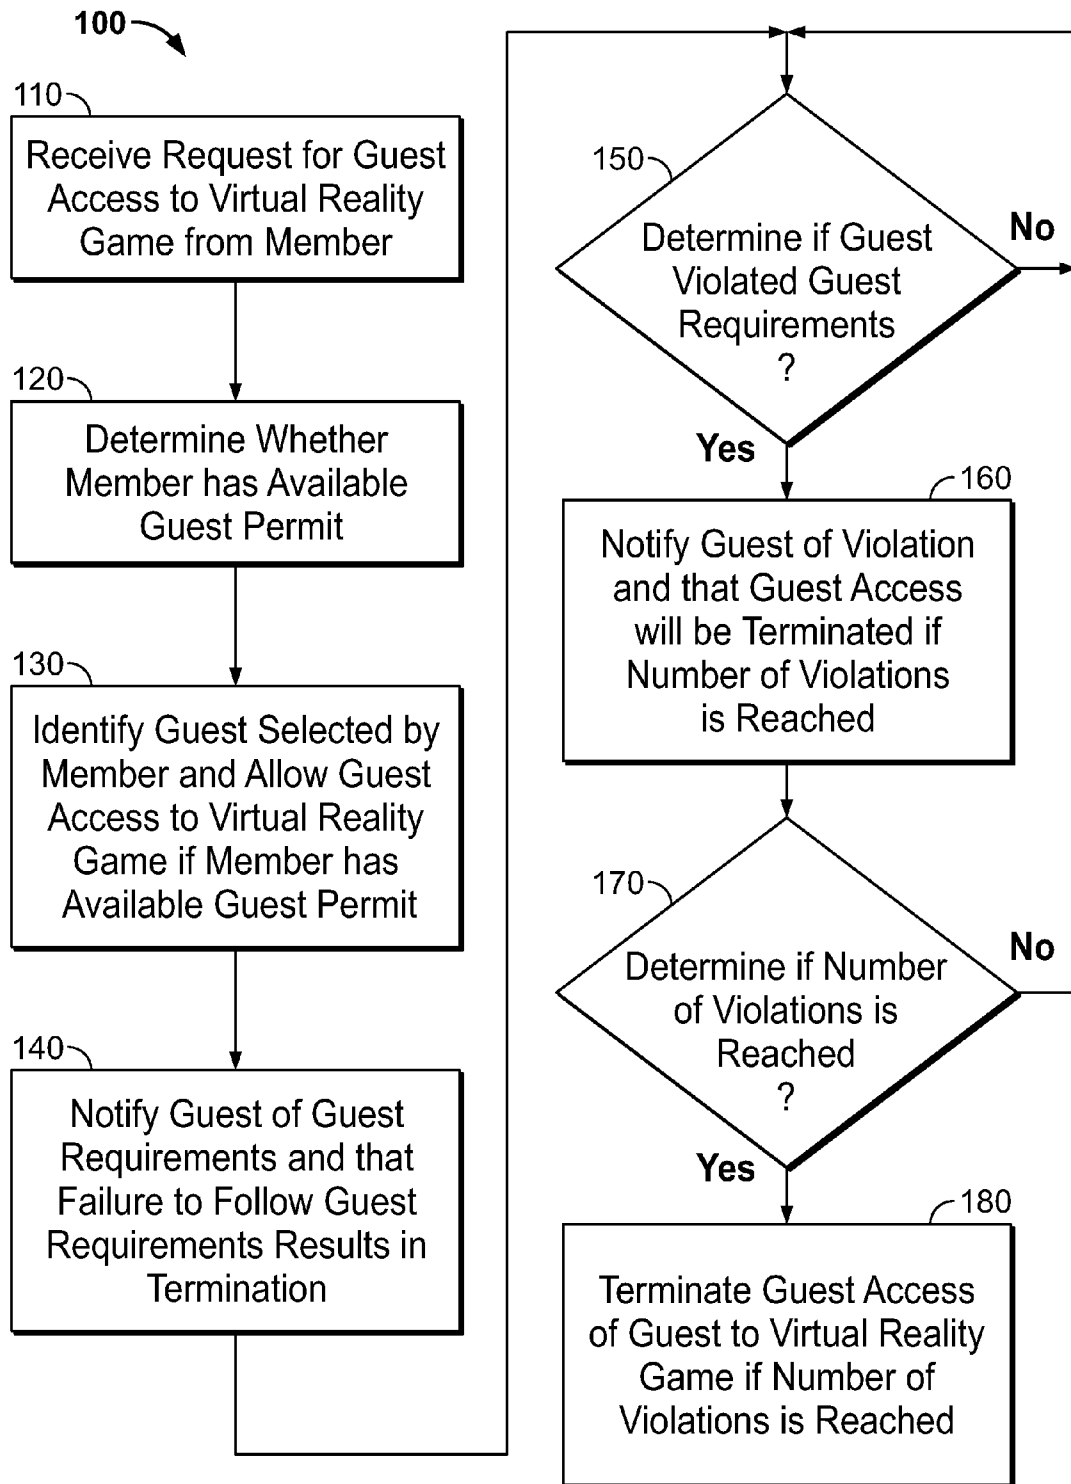 100
110
Receive Request for Guest
Access to Virtual Reality
Game from Member
120
Determine Whether
Member has Available
Guest Permit
130
Identify Guest Selected by
Member and Allow Guest
Access to Virtual Reality
Game if Member has
Available Guest Permit
140
Notify Guest of Guest
Requirements and that
Failure to Follow Guest
Requirements Results in
Termination
150
Determine if Guest
Violated Guest
Requirements
?
No
Yes
160
Notify Guest of Violation
and that Guest Access
will be Terminated if
Number of Violations
is Reached
170
Determine if Number
of Violations is
Reached
?
No
Yes
180
Terminate Guest Access
of Guest to Virtual Reality
Game if Number of
Violations is Reached